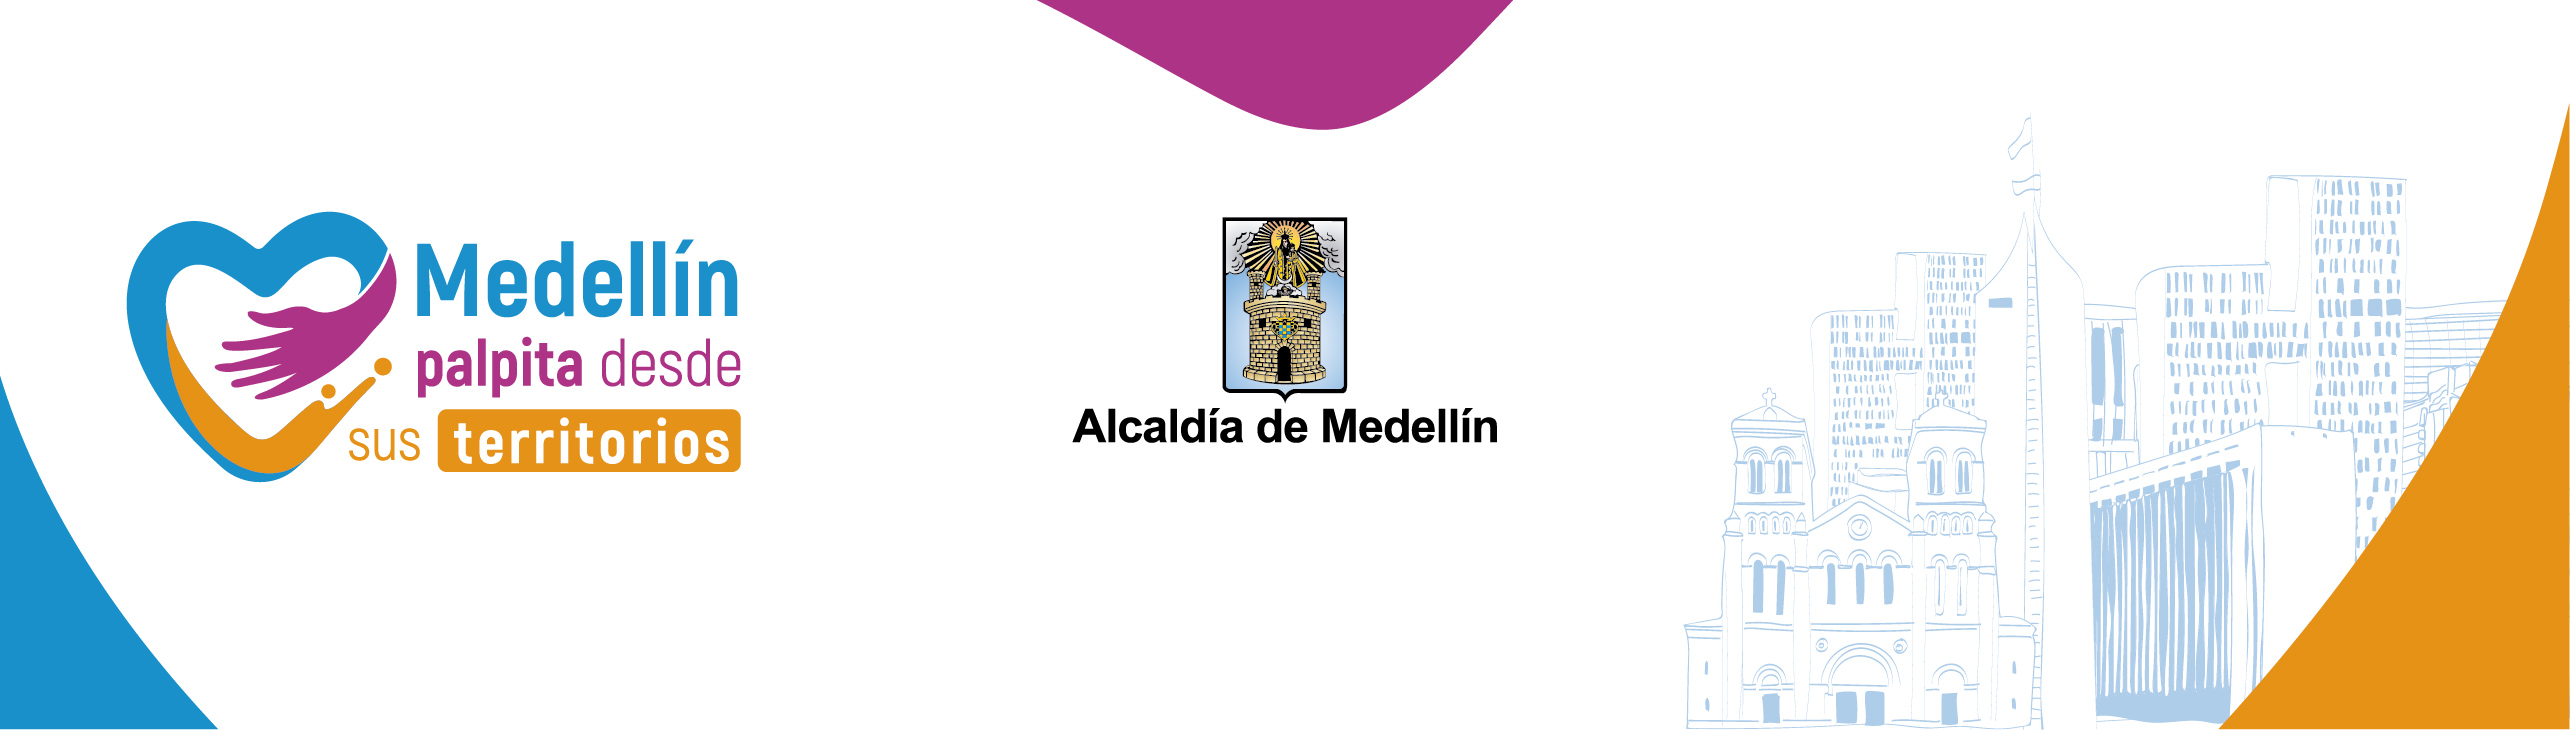 Medellín
palpita desde
sus territorios
Alcaldía de Medellín